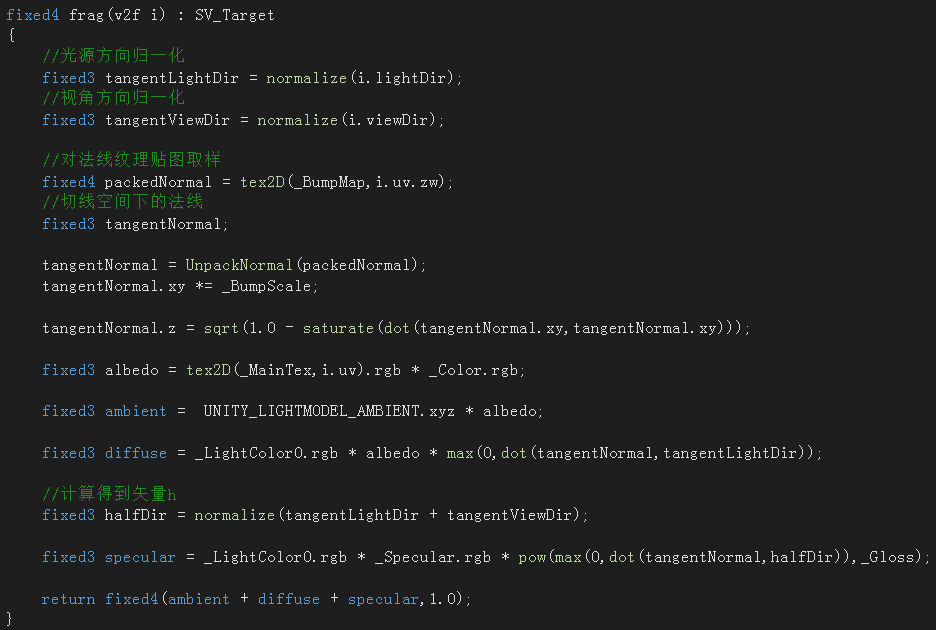 fixed4 frag(v2f i) : SV_Target
{
//光源方向归一化
fixed3 tangentLightDir = normalize(i.lightDir);
//视角方向归一化
fixed3 tangentViewDir = normalize(i.viewDir);
//对法线纹理贴图取样
fixed4 packedNormal = tex2D(_BumpMap,i.uv.zw);
//切线空间下的法线
fixed3 tangentNormal;
tangentNormal = UnpackNormal(packedNormal);
tangentNormal.xy *= _BumpScale;
tangentNormal.z = sqrt(1.0 - saturate(dot(tangentNormal.xy,tangentNormal.xy)));
fixed3 albedo = tex2D(_MainTex,i.uv).rgb * _Color.rgb;
fixed3 ambient =  UNITY_LIGHTMODEL_AMBIENT.xyz * albedo;
fixed3 diffuse = _LightColor0.rgb * albedo * max(0,dot(tangentNormal,tangentLightDir));
//计算得到矢量h
fixed3 halfDir = normalize(tangentLightDir + tangentViewDir);
fixed3 specular = _LightColor0.rgb * _Specular.rgb * pow(max(0,dot(tangentNormal,halfDir)),_Gloss);
return fixed4(ambient + diffuse + specular,1.0);
}